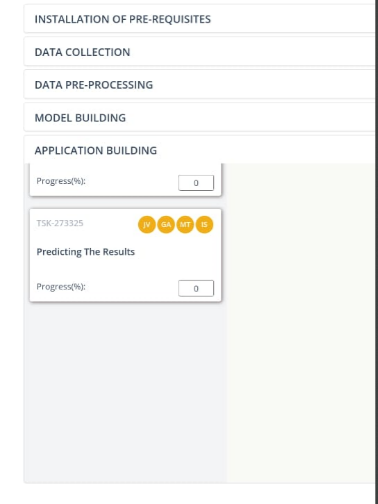 INSTALLATION OF PRE-REQUISITES
DATA COLLECTION
DATA PRE-PROCESSING
MODEL BUILDING
APPLICATION BUILDING
Progress(%): 0
TSK-273325 JV GA MT IS
Predicting The Results
Progress(%): 0